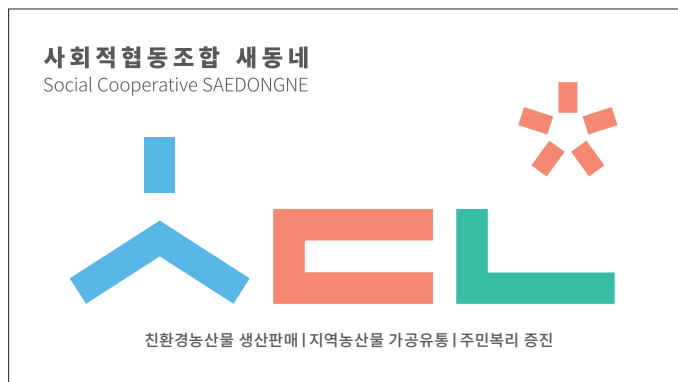 사회적협동조합 새동네
Social Cooperative SAEDONGNE
ㅊㄷㄴ
친환경농산물 생산판매 | 지역농산물 가공유통 | 주민복리 증진